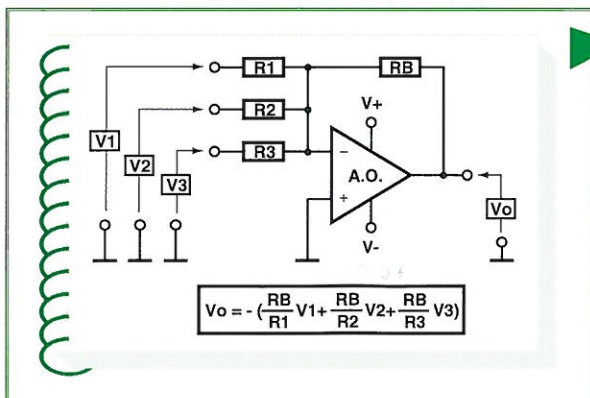 R1
RB
R2
V+
V1
V2
R3
−
V3
A.O.
+
Vo
V-
Vo = - (RB/R1 V1+ RB/R2 V2+ RB/R3 V3)